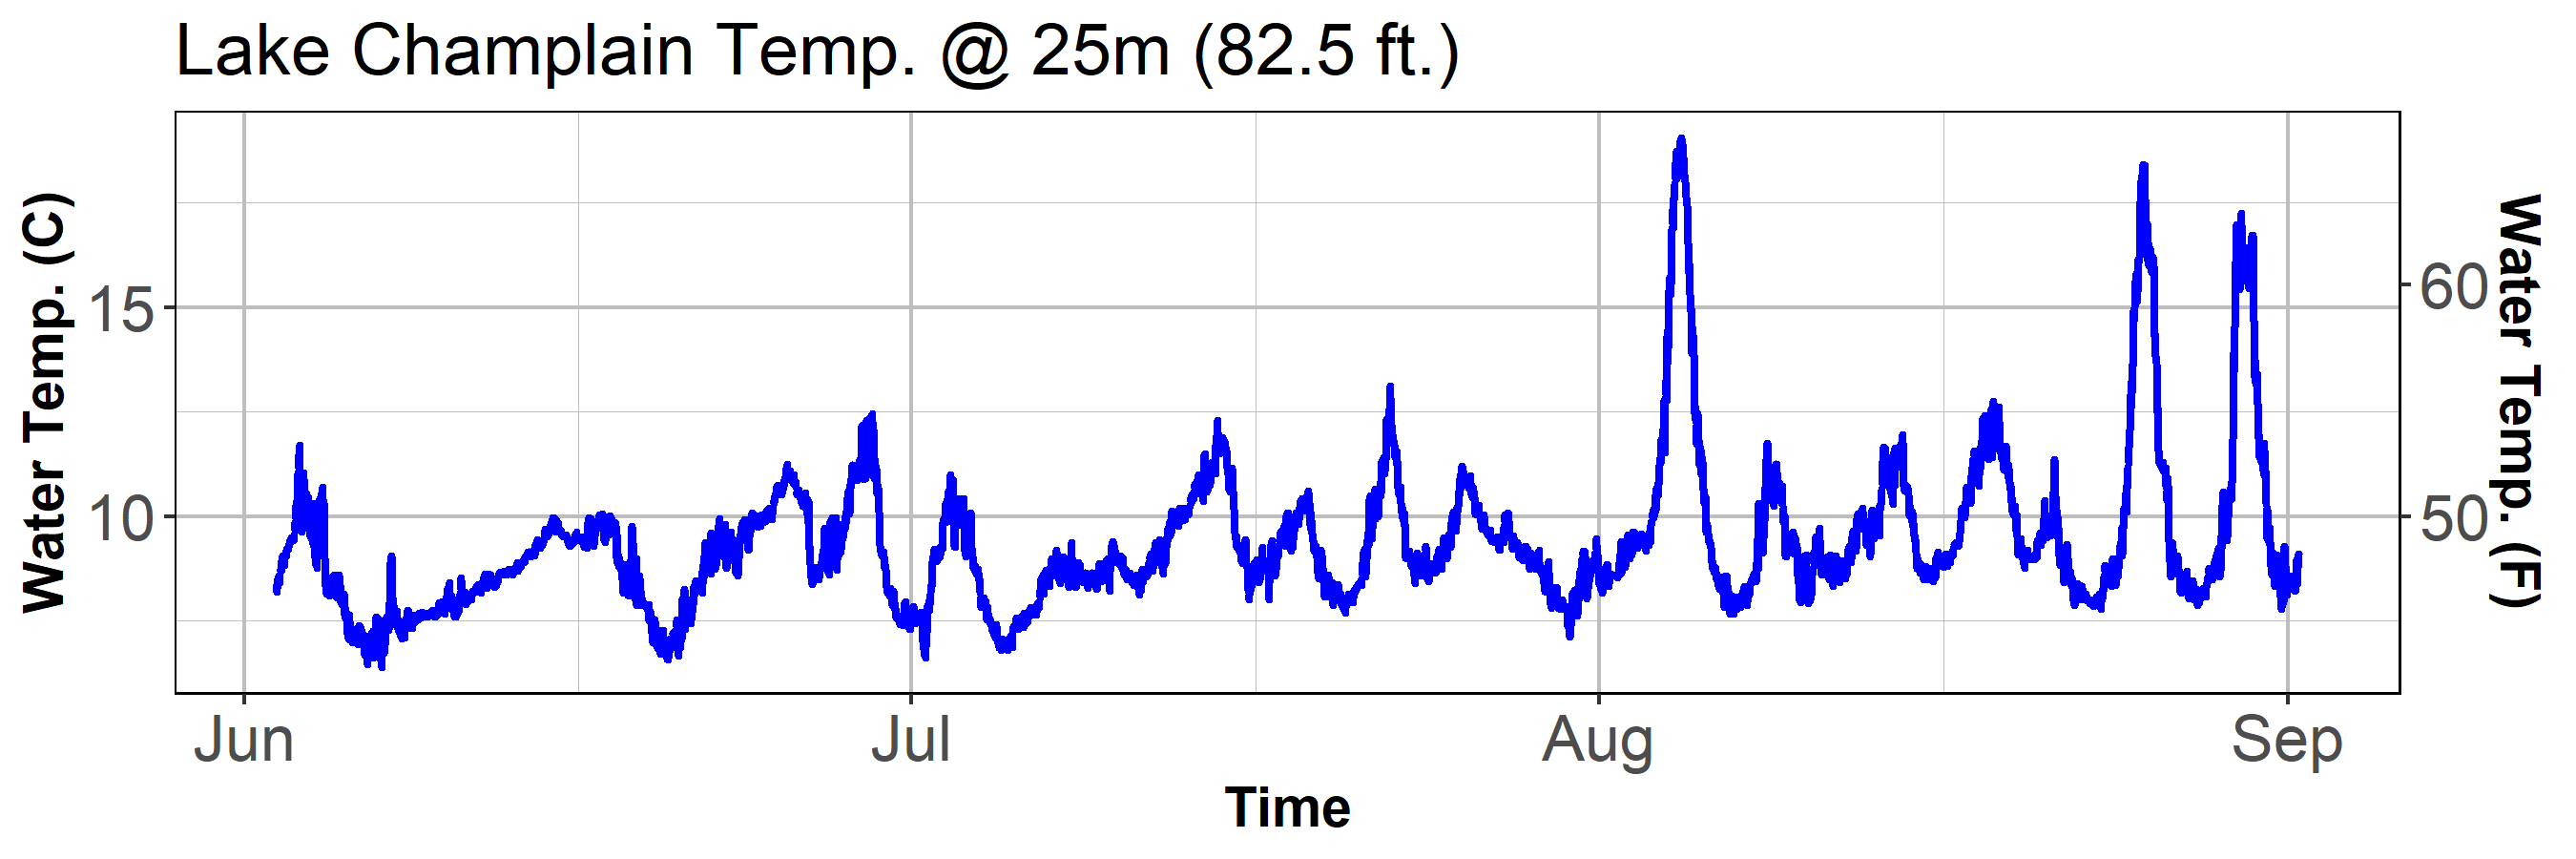 Lake Champlain Temp. @ 25m (82.5 ft.)
Water Temp. (C)
15
10
60
50
Water Temp. (F)
Jun
Jul
Aug
Sep
Time